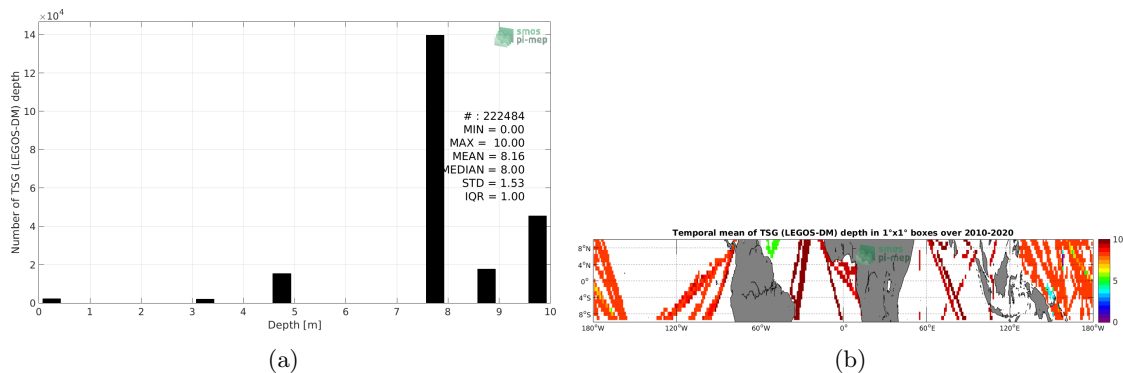 ×10⁴
14
12
10
8
6
4
2
0
Number of TSG (LEGOS-DM) depth
0 1 2 3 4 5 6 7 8 9 10
Depth [m]
smos
pi-mep
# : 222484
MIN = 0.00
MAX = 10.00
MEAN = 8.16
MEDIAN = 8.00
STD = 1.53
IQR = 1.00
(a)
Temporal mean of TSG (LEGOS-DM) depth in 1°x1° boxes over 2010-2020
smos
pi-mep
8°N
4°N
0°
4°S
8°S
180°W 120°W 60°W 0° 60°E 120°E 180°W
10
5
0
(b)